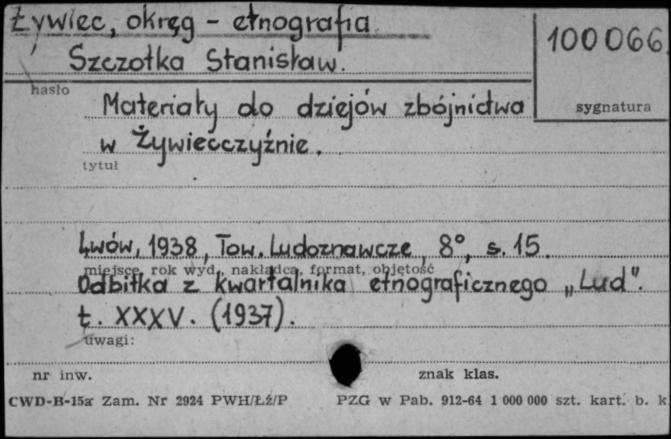 Żywiec, okręg - etnografia.
100066
Szczotka Stanisław.
hasło
sygnatura
Materiały do dziejów zbójnictwa
w Żywiecczyźnie.
tytuł
Lwów, 1938, Tow. Ludoznawcze, 8°, s. 15.
miejsce, rok wyd., nakładca, format, objętość
Odbitka z kwartalnika etnograficznego „Lud".
t. XXXV. (1937).
uwagi:
nr inw.
znak klas.
CWD-B-15a Zam. Nr 2924 PWH/Łź/P
PZG w Pab. 912-64 1 000 000 szt. kart. b. k